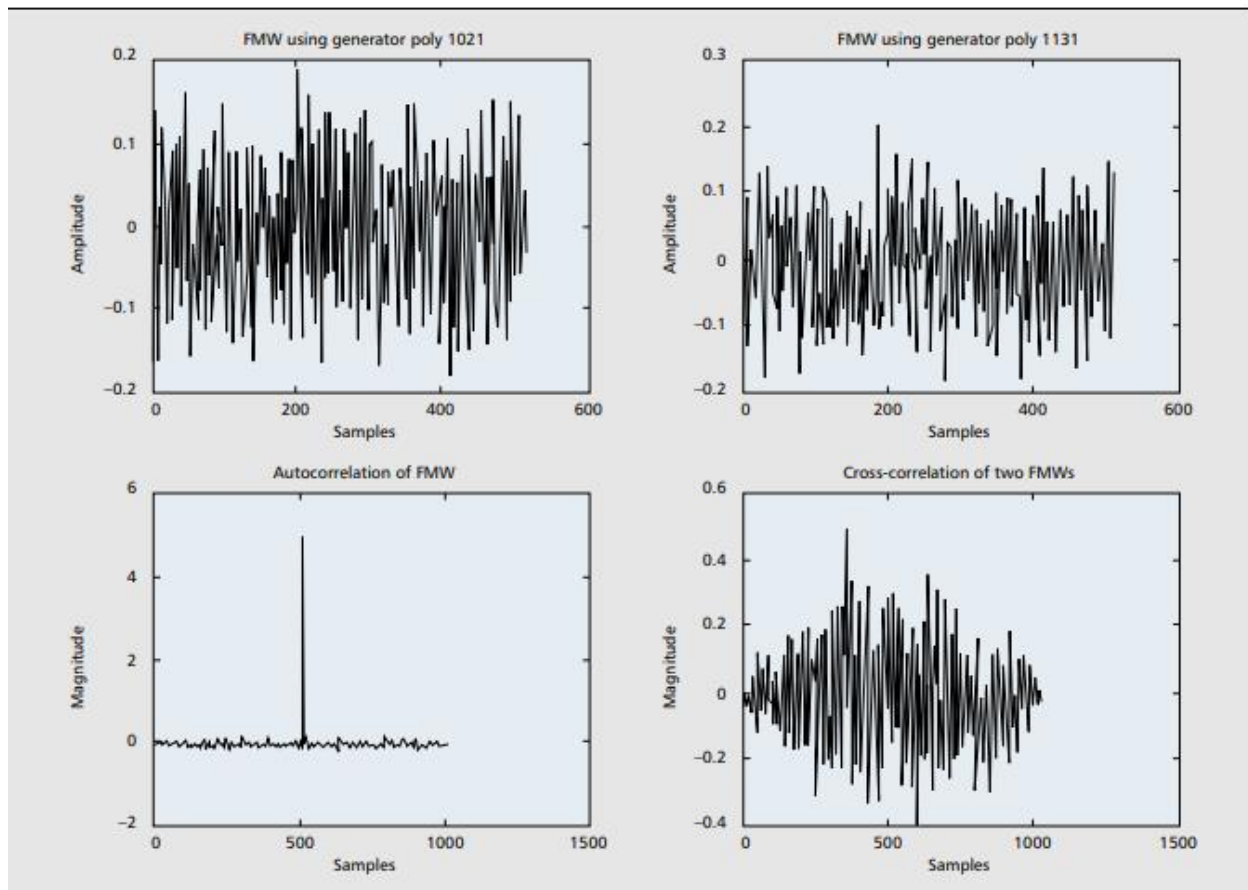 FMW using generator poly 1021
0.2
0.1
0
–0.1
–0.2
Amplitude
0 200 400 600
Samples
FMW using generator poly 1131
0.3
0.2
0.1
0
–0.1
–0.2
Amplitude
0 200 400 600
Samples
Autocorrelation of FMW
6
4
2
0
–2
Magnitude
0 500 1000 1500
Samples
Cross-correlation of two FMWs
0.6
0.4
0.2
0
–0.2
–0.4
Magnitude
0 500 1000 1500
Samples